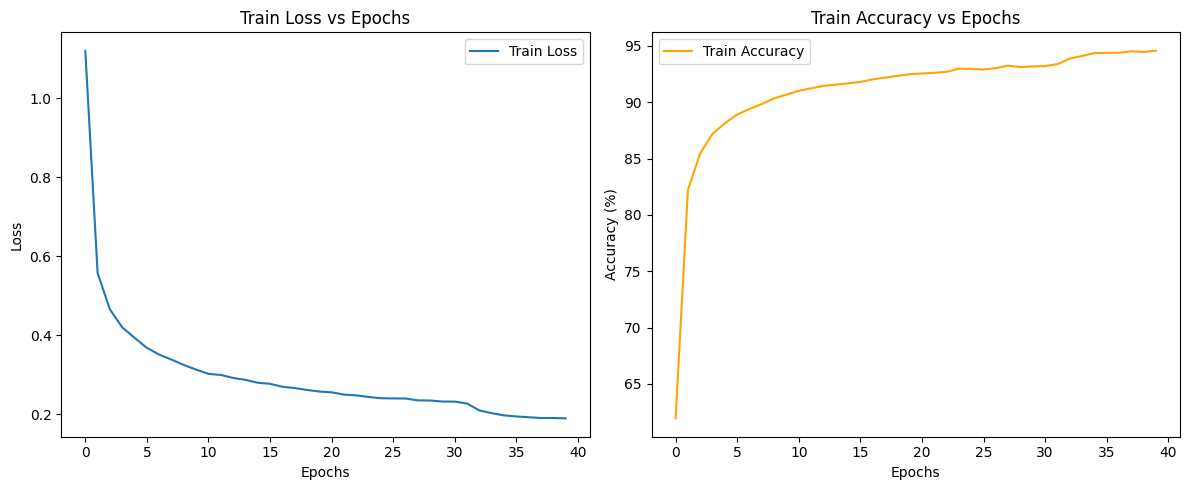 Train Loss vs Epochs
Train Loss
Loss
1.0
0.8
0.6
0.4
0.2
0 5 10 15 20 25 30 35 40
Epochs
Train Accuracy vs Epochs
Train Accuracy
Accuracy (%)
95
90
85
80
75
70
65
0 5 10 15 20 25 30 35 40
Epochs